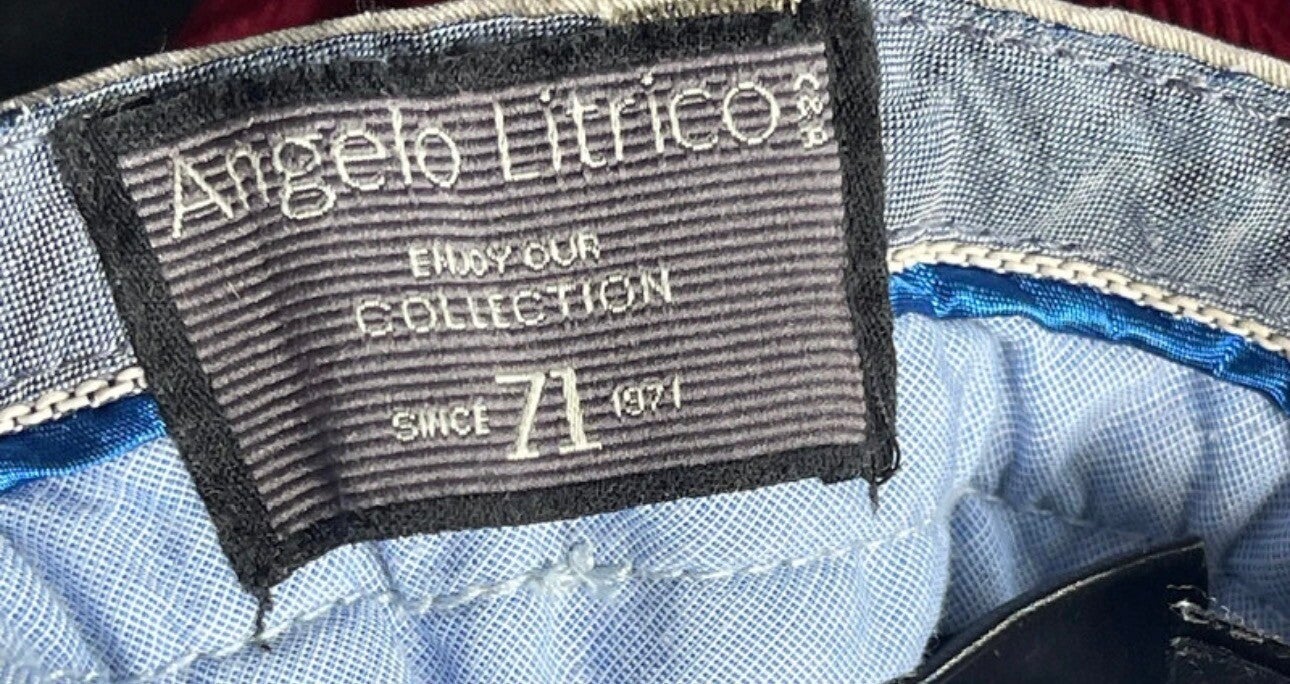 Angelo Litrico
C&A
ENJOY OUR
COLLECTION
SINCE 71 1971